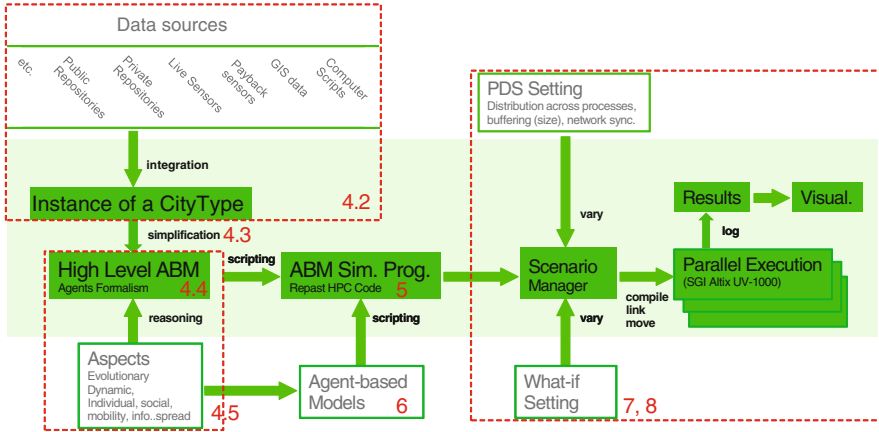 Data sources
etc.
Public
Repositories
Private
Repositories
Live Sensors
Payback
sensors
GIS data
Computer
Scripts
PDS Setting
Distribution across processes,
buffering (size), network sync.
integration
Instance of a CityType
4.2
simplification 4.3
vary
Results
Visual.
log
High Level ABM
Agents Formalism
4.4
scripting
ABM Sim. Prog.
Repast HPC Code
5
Scenario
Manager
Parallel Execution
(SGI Altix UV-1000)
compile
link
move
reasoning
scripting
vary
Aspects
Evolutionary
Dynamic,
Individual, social,
mobility, info..spread
4.5
Agent-based
Models
6
What-if
Setting
7, 8